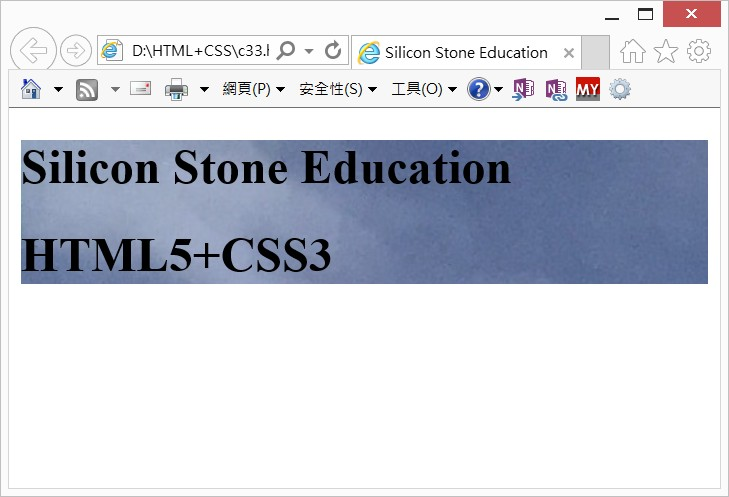 D:\HTML+CSS\c33.h
Silicon Stone Education
網頁(P) 安全性(S) 工具(O) ? N N MY
Silicon Stone Education
HTML5+CSS3